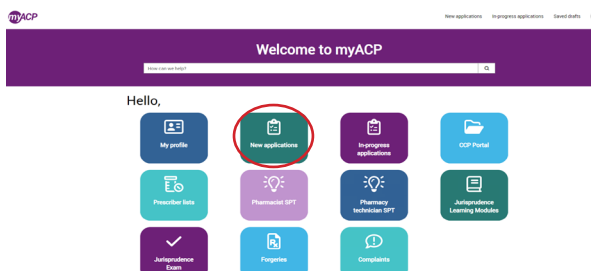 myACP
New applications In-progress applications Saved drafts
Welcome to myACP
How can we help?
Hello,
My profile
New applications
In-progress
applications
CCP Portal
Prescriber lists
Pharmacist SPT
Pharmacy
technician SPT
Jurisprudence
Learning Modules
Jurisprudence
Exam
Forgeries
Complaints